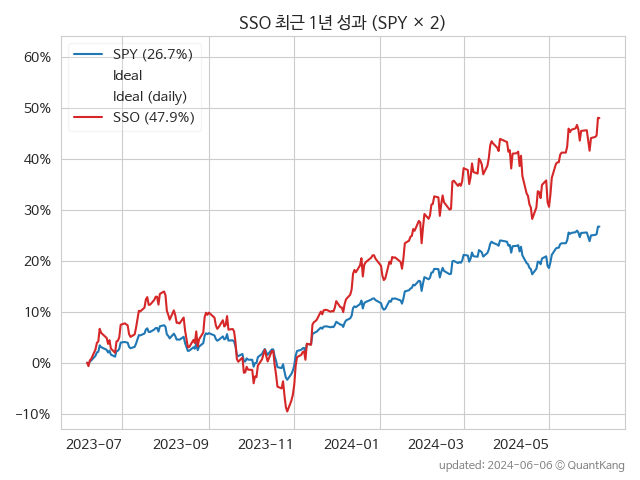 SSO 최근 1년 성과 (SPY × 2)
SPY (26.7%)
Ideal
Ideal (daily)
SSO (47.9%)
60%
50%
40%
30%
20%
10%
0%
−10%
2023-07 2023-09 2023-11 2024-01 2024-03 2024-05
updated: 2024-06-06 © QuantKang